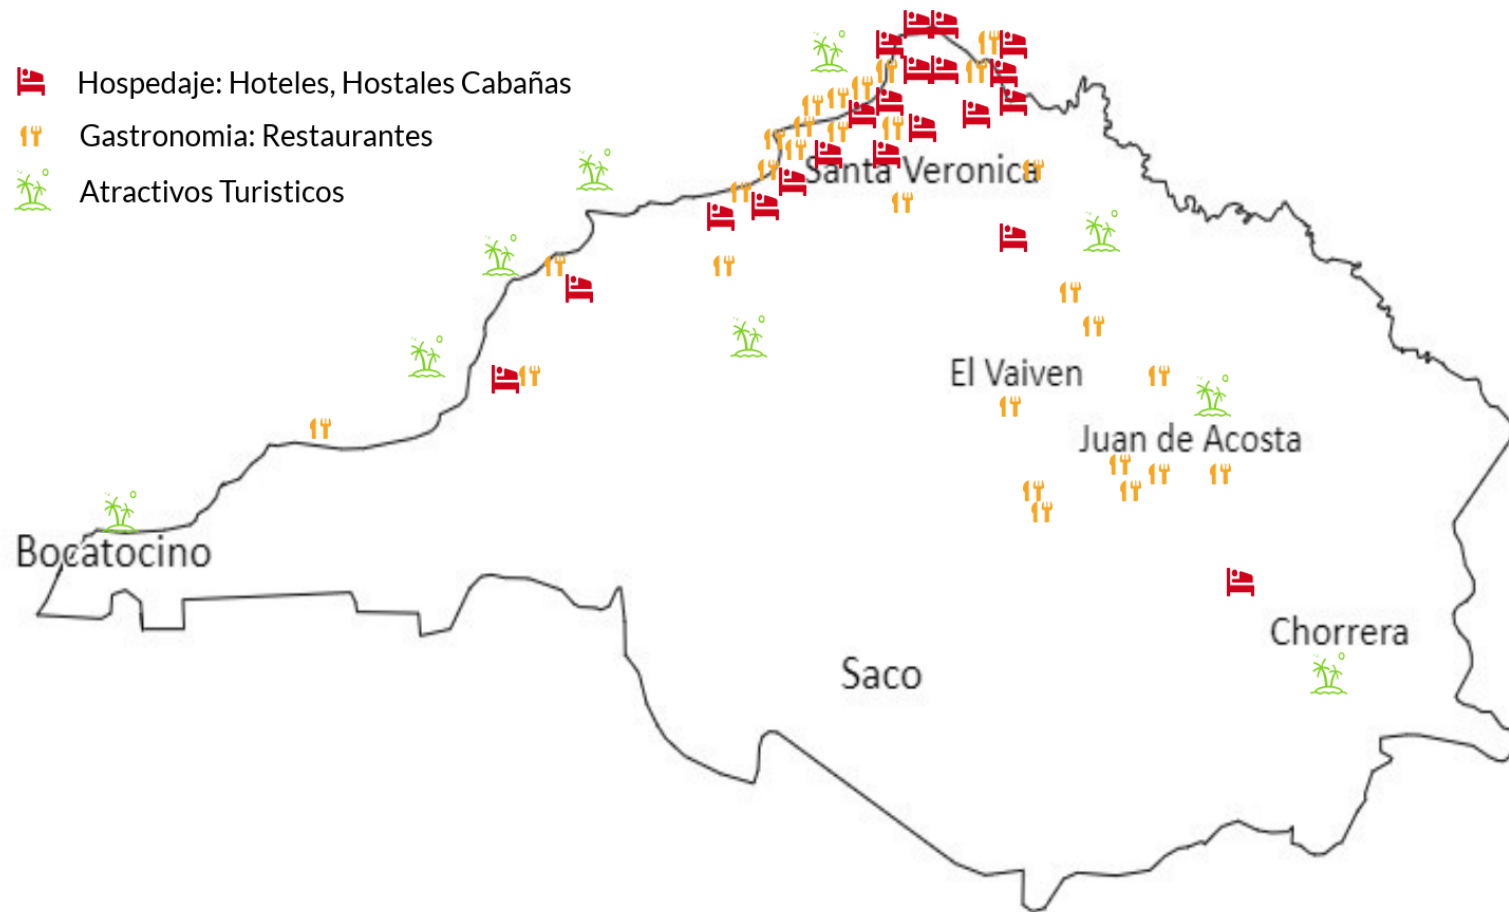 Hospedaje: Hoteles, Hostales Cabañas
Gastronomia: Restaurantes
Atractivos Turisticos
Santa Veronica
El Vaiven
Juan de Acosta
Bocatocino
Chorrera
Saco